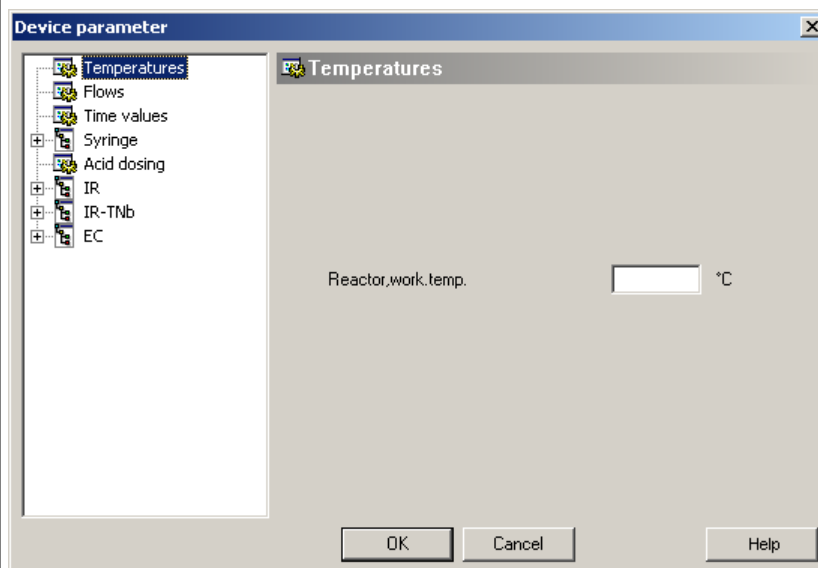 Device parameter
Temperatures
Flows
Time values
Syringe
Acid dosing
IR
IR-TNb
EC
Temperatures
Reactor,work.temp.
°C
OK
Cancel
Help